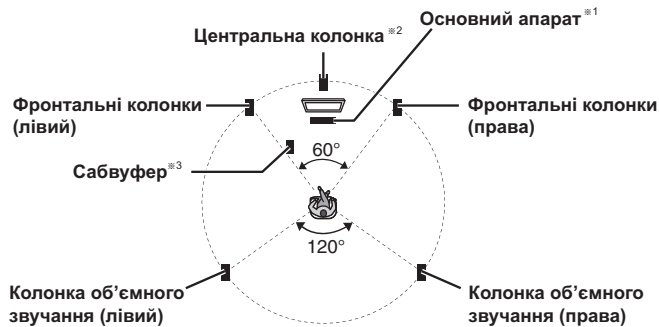 Основний апарат※1
Центральна колонка※2
Фронтальні колонки
(лівий)
Фронтальні колонки
(права)
Сабвуфер※3
60°
120°
Колонка об’ємного
звучання (лівий)
Колонка об’ємного
звучання (права)